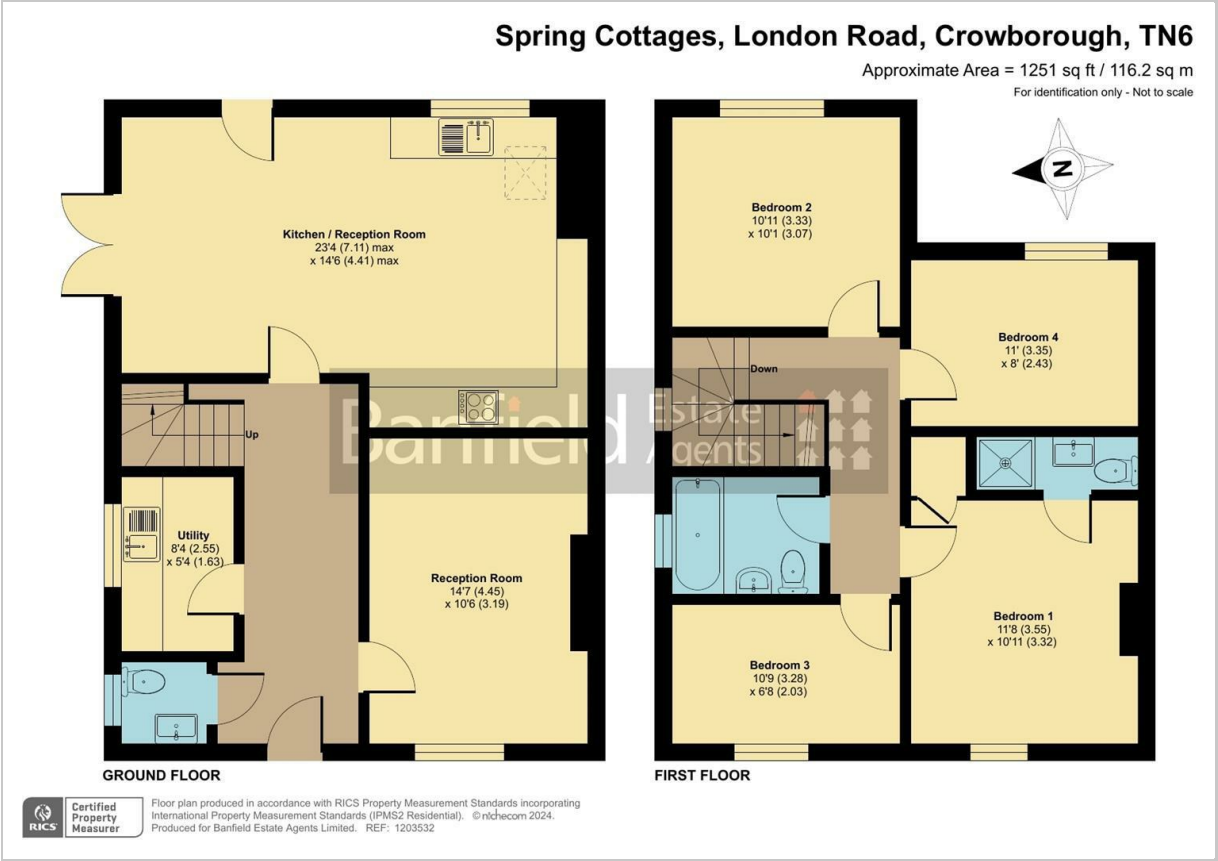 Spring Cottages, London Road, Crowborough, TN6
Approximate Area = 1251 sq ft / 116.2 sq m
For identification only - Not to scale
N
Kitchen / Reception Room
23'4 (7.11) max
x 14'6 (4.41) max
Up
Utility
8'4 (2.55)
x 5'4 (1.63)
Reception Room
14'7 (4.45)
x 10'6 (3.19)
GROUND FLOOR
Bedroom 2
10'11 (3.33)
x 10'1 (3.07)
Bedroom 4
11' (3.35)
x 8' (2.43)
Down
Banfield Estate
Agents
Bedroom 1
11'8 (3.55)
x 10'11 (3.32)
Bedroom 3
10'9 (3.28)
x 6'8 (2.03)
FIRST FLOOR
RICS
Certified
Property
Measurer
Floor plan produced in accordance with RICS Property Measurement Standards incorporating
International Property Measurement Standards (IPMS2 Residential). © nichecom 2024.
Produced for Banfield Estate Agents Limited. REF: 1203532